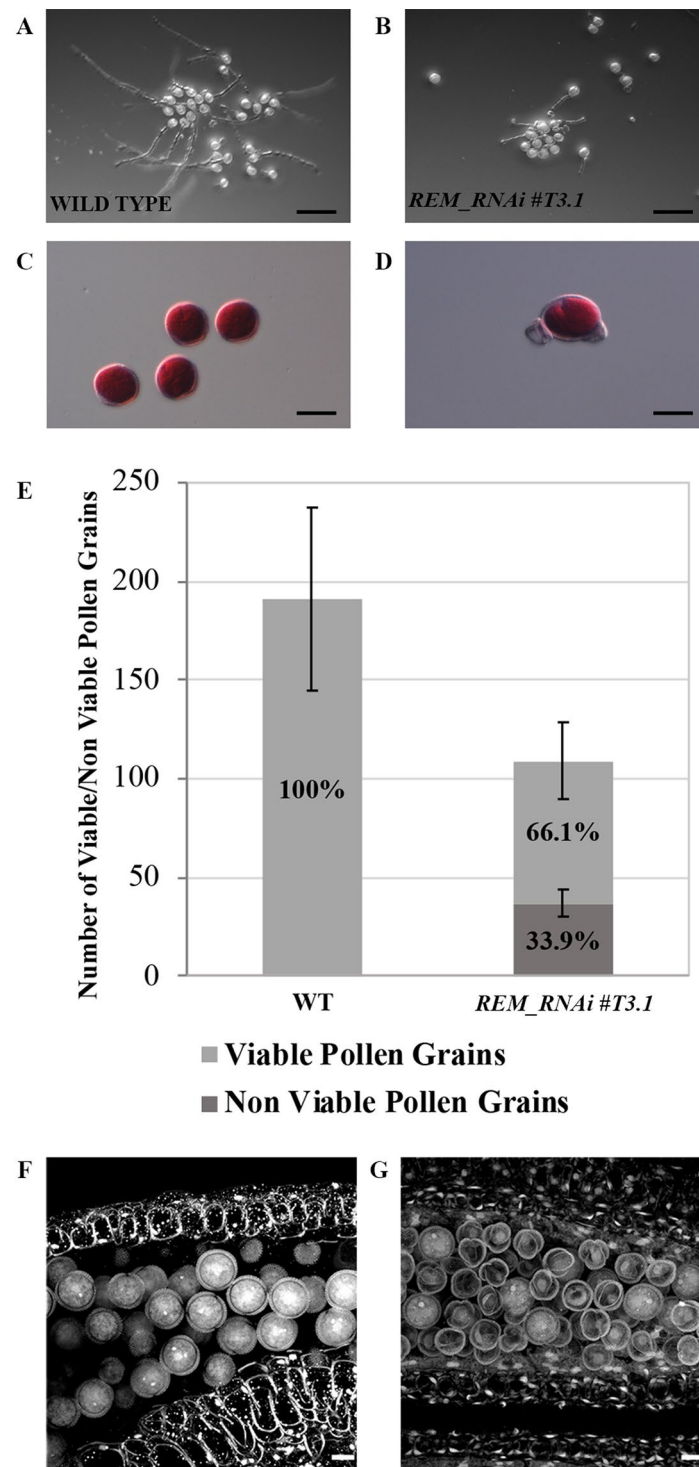 A
B
WILD TYPE
REM_RNAi #T3.1
C
D
E
Number of Viable/Non Viable Pollen Grains
250
200
150
100
50
0
100%
66.1%
33.9%
WT
REM_RNAi #T3.1
Viable Pollen Grains
Non Viable Pollen Grains
F
G